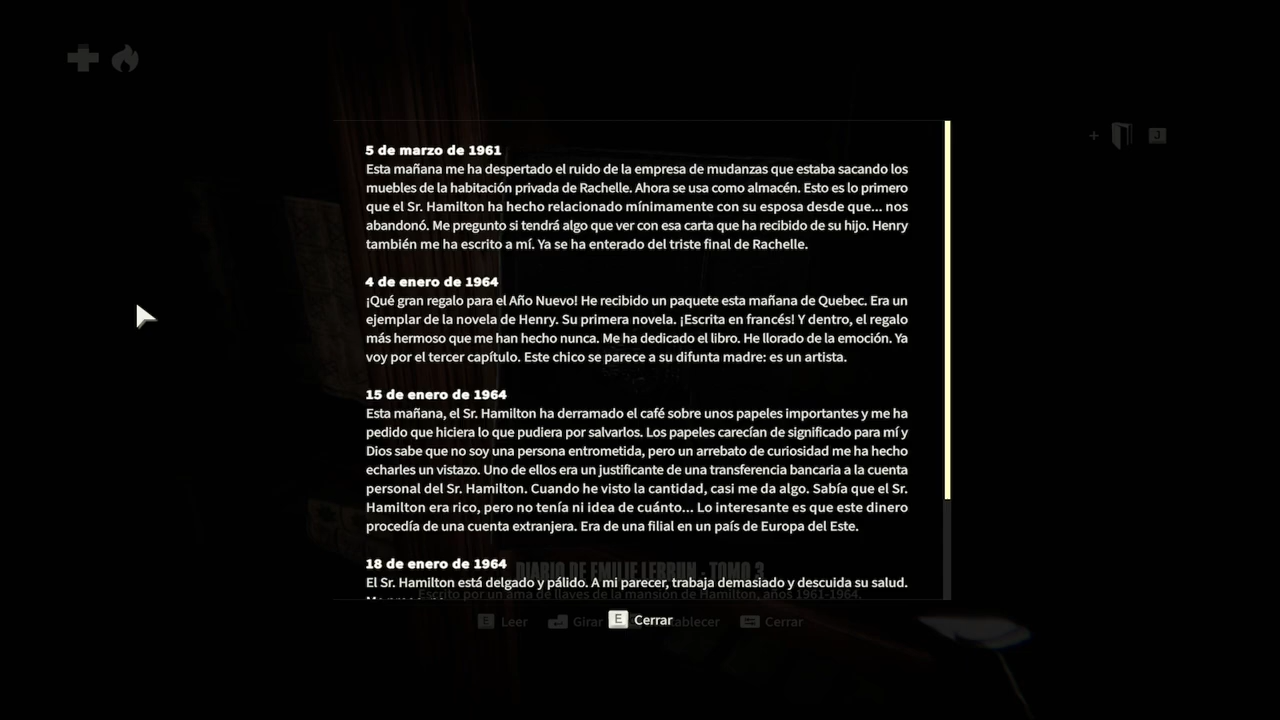 J
5 de marzo de 1961
Esta mañana me ha despertado el ruido de la empresa de mudanzas que estaba sacando los
muebles de la habitación privada de Rachelle. Ahora se usa como almacén. Esto es lo primero
que el Sr. Hamilton ha hecho relacionado mínimamente con su esposa desde que... nos
abandonó. Me pregunto si tendrá algo que ver con esa carta que ha recibido de su hijo. Henry
también me ha escrito a mí. Ya se ha enterado del triste final de Rachelle.
4 de enero de 1964
¡Qué gran regalo para el Año Nuevo! He recibido un paquete esta mañana de Quebec. Era un
ejemplar de la novela de Henry. Su primera novela. ¡Escrita en francés! Y dentro, el regalo
más hermoso que me han hecho nunca. Me ha dedicado el libro. He llorado de la emoción. Ya
voy por el tercer capítulo. Este chico se parece a su difunta madre: es un artista.
15 de enero de 1964
Esta mañana, el Sr. Hamilton ha derramado el café sobre unos papeles importantes y me ha
pedido que hiciera lo que pudiera por salvarlos. Los papeles carecían de significado para mí y
Dios sabe que no soy una persona entrometida, pero un arrebato de curiosidad me ha hecho
echarles un vistazo. Uno de ellos era un justificante de una transferencia bancaria a la cuenta
personal del Sr. Hamilton. Cuando he visto la cantidad, casi me da algo. Sabía que el Sr.
Hamilton era rico, pero no tenía ni idea de cuánto... Lo interesante es que este dinero
procedía de una cuenta extranjera. Era de una filial en un país de Europa del Este.
18 de enero de 1964
El Sr. Hamilton está delgado y pálido. A mi parecer, trabaja demasiado y descuida su salud.
DIARIO DE EMILIE LEBRUN - TOMO 3
Escrito por un ama de llaves de la mansión de Hamilton, años 1961-1964.
E Leer Girar E Cerrar Cerrar